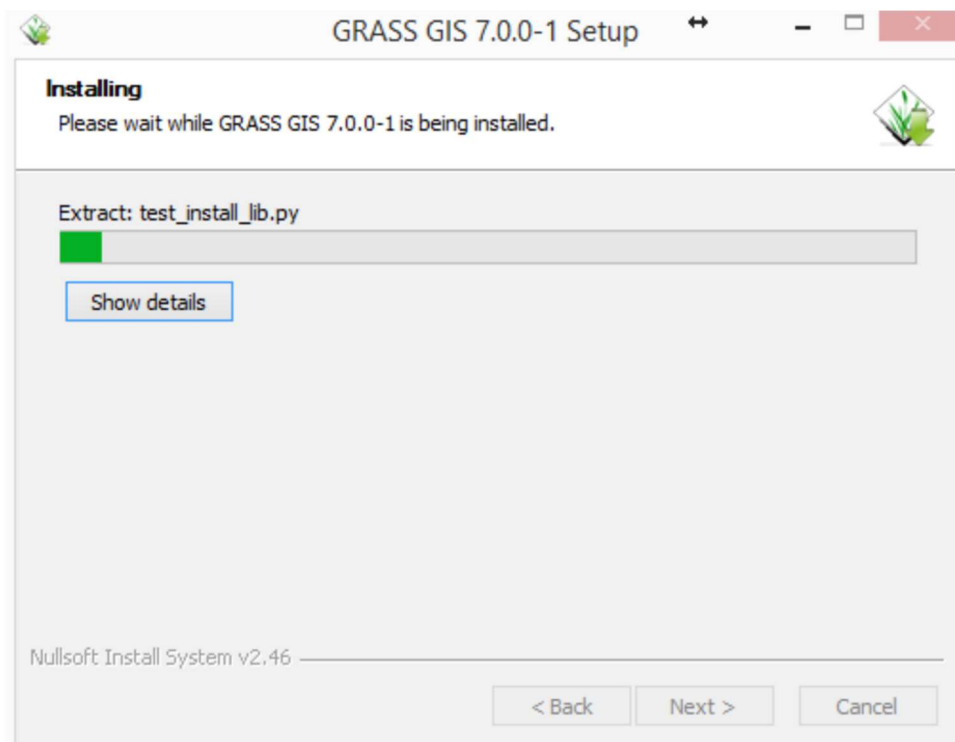 GRASS GIS 7.0.0-1 Setup
Installing
Please wait while GRASS GIS 7.0.0-1 is being installed.
Extract: test_install_lib.py
Show details
Nullsoft Install System v2.46
< Back Next > Cancel